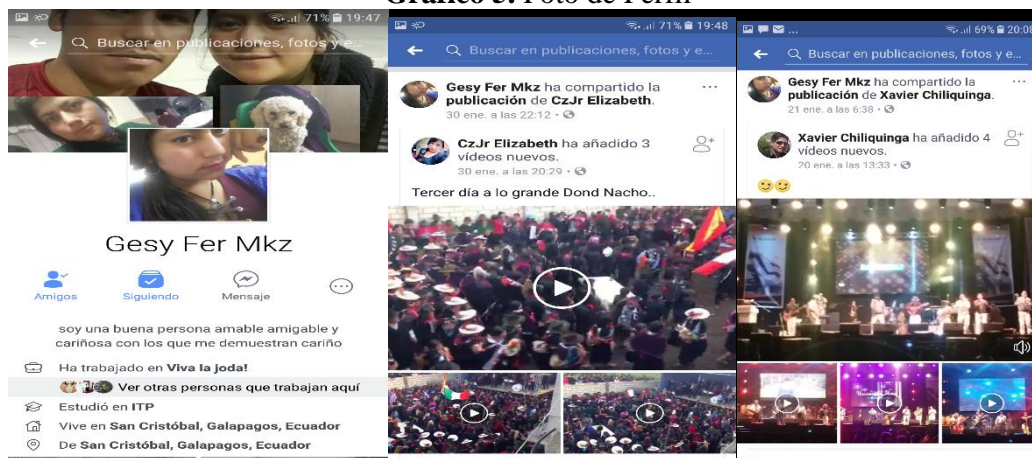 Gráfico 5. Foto de Perfil
71% 19:47
Buscar en publicaciones, fotos y e...
Gesy Fer Mkz
Amigos
Siguiendo
Mensaje
soy una buena persona amable amigable y
cariñosa con los que me demuestran cariño
Ha trabajado en Viva la joda!
Ver otras personas que trabajan aquí
Estudió en ITP
Vive en San Cristóbal, Galapagos, Ecuador
De San Cristóbal, Galapagos, Ecuador
71% 19:48
Buscar en publicaciones, fotos y e...
Gesy Fer Mkz ha compartido la
publicación de CzJr Elizabeth.
30 ene. a las 22:12
CzJr Elizabeth ha añadido 3
vídeos nuevos.
30 ene. a las 20:29
Tercer día a lo grande Dond Nacho..
69% 20:08
Buscar en publicaciones, fotos y e...
Gesy Fer Mkz ha compartido la
publicación de Xavier Chiliquinga.
21 ene. a las 6:38
Xavier Chiliquinga ha añadido 4
vídeos nuevos.
20 ene. a las 13:33